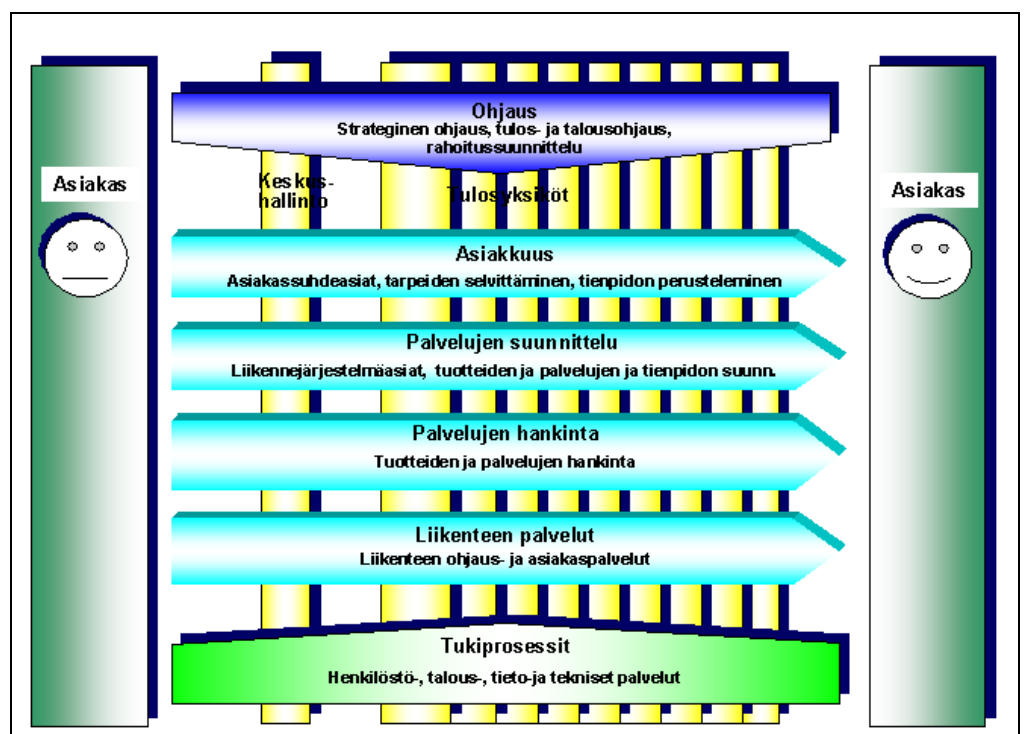 Ohjaus
Strateginen ohjaus, tulos- ja talousohjaus,
rahoitussuunnittelu
Asiakas
Keskus-
hallinto
Tulosyksiköt
Asiakas
Asiakkuus
Asiakassuhdeasiat, tarpeiden selvittäminen, tienpidon perusteleminen
Palvelujen suunnittelu
Liikennejärjestelmäasiat, tuotteiden ja palvelujen ja tienpidon suunn.
Palvelujen hankinta
Tuotteiden ja palvelujen hankinta
Liikenteen palvelut
Liikenteen ohjaus- ja asiakaspalvelut
Tukiprosessit
Henkilöstö-, talous-, tieto-ja tekniset palvelut